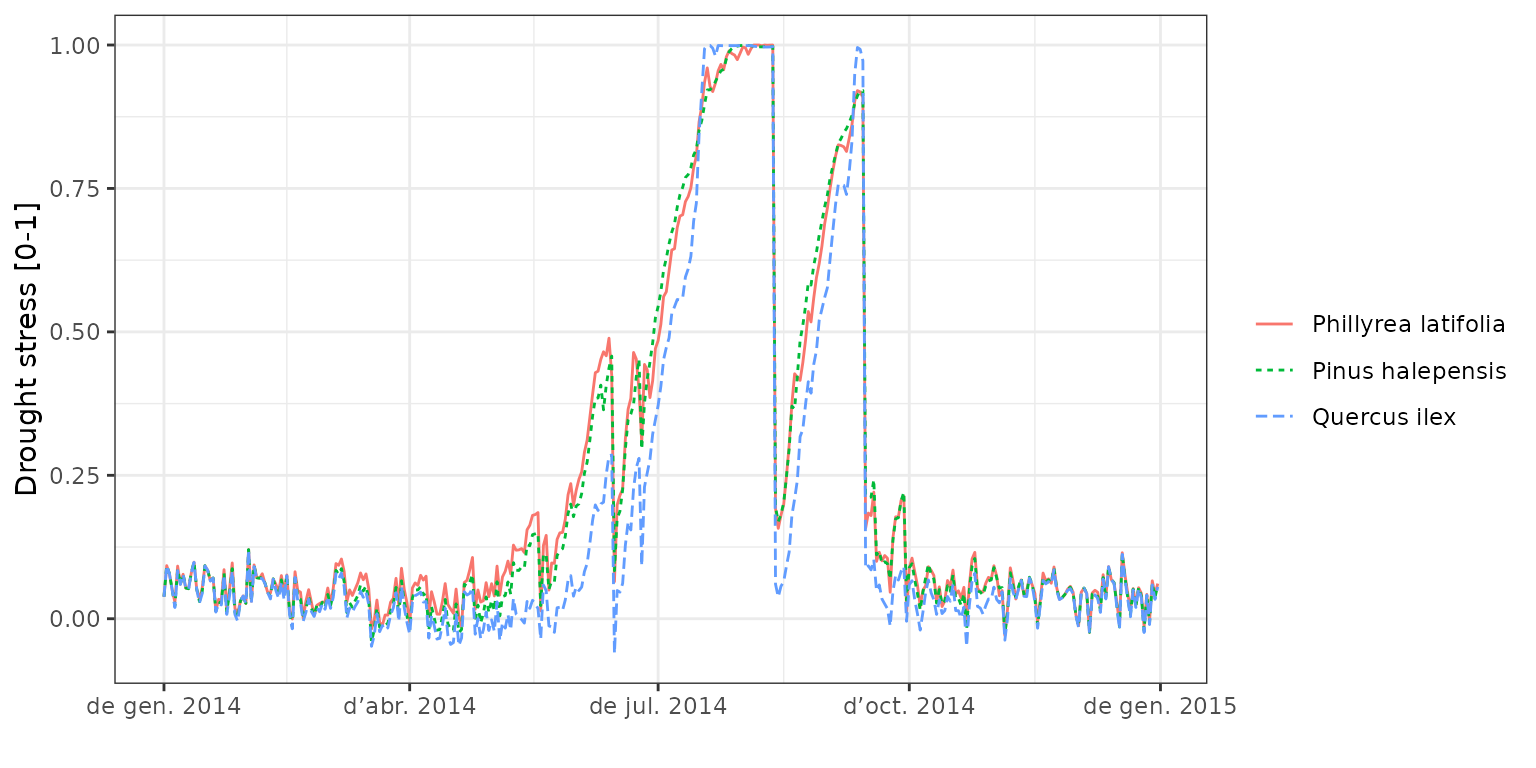 Drought stress [0-1]
1.00
0.75
0.50
0.25
0.00
de gen. 2014
d’abr. 2014
de jul. 2014
d’oct. 2014
de gen. 2015
Phillyrea latifolia
Pinus halepensis
Quercus ilex